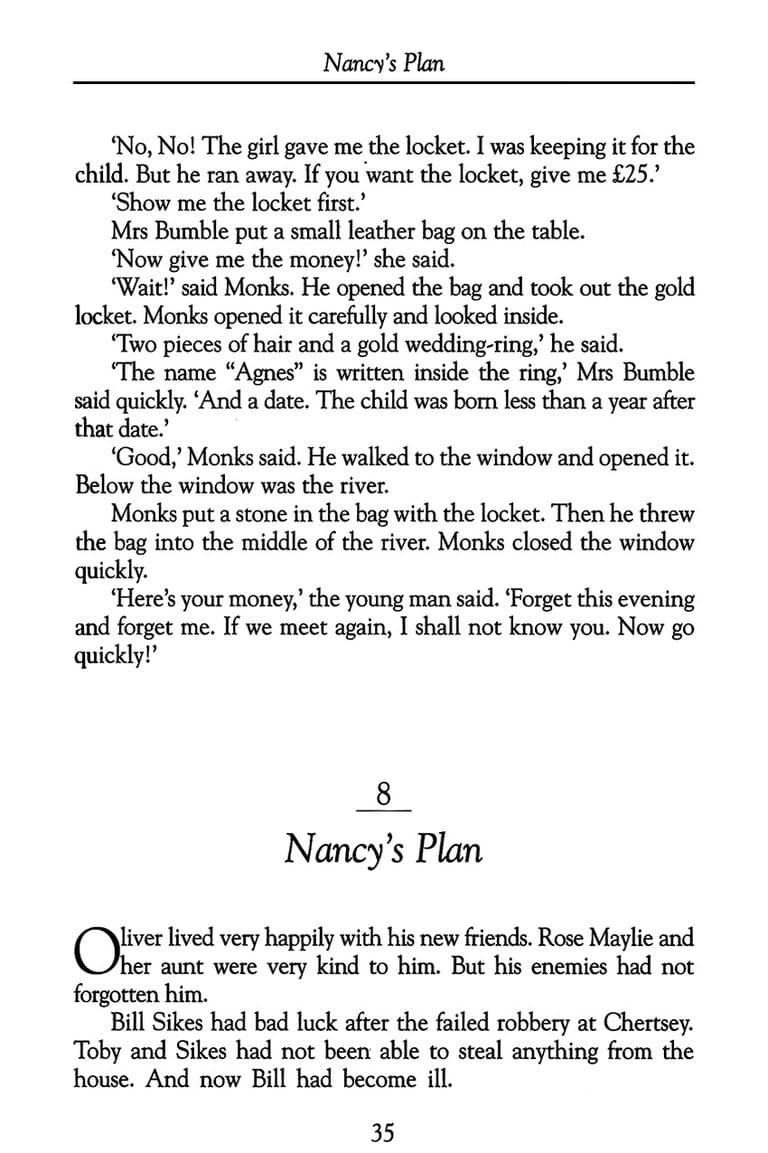 Nancy's Plan
‘No, No! The girl gave me the locket. I was keeping it for the
child. But he ran away. If you want the locket, give me £25.’
‘Show me the locket first.’
Mrs Bumble put a small leather bag on the table.
‘Now give me the money!’ she said.
‘Wait!’ said Monks. He opened the bag and took out the gold
locket. Monks opened it carefully and looked inside.
‘Two pieces of hair and a gold wedding-ring,’ he said.
‘The name “Agnes” is written inside the ring,’ Mrs Bumble
said quickly. ‘And a date. The child was born less than a year after
that date.’
‘Good,’ Monks said. He walked to the window and opened it.
Below the window was the river.
Monks put a stone in the bag with the locket. Then he threw
the bag into the middle of the river. Monks closed the window
quickly.
‘Here’s your money,’ the young man said. ‘Forget this evening
and forget me. If we meet again, I shall not know you. Now go
quickly!’
8
Nancy’s Plan
Oliver lived very happily with his new friends. Rose Maylie and
her aunt were very kind to him. But his enemies had not
forgotten him.
Bill Sikes had bad luck after the failed robbery at Chertsey.
Toby and Sikes had not been able to steal anything from the
house. And now Bill had become ill.
35